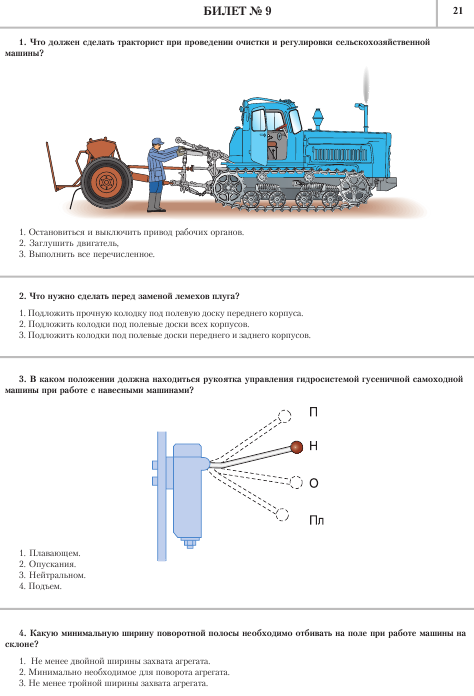 БИЛЕТ № 9
21
1. Что должен сделать тракторист при проведении очистки и регулировки сельскохозяйственной
машины?
1. Остановиться и выключить привод рабочих органов.
2. Заглушить двигатель,
3. Выполнить все перечисленное.
2. Что нужно сделать перед заменой лемехов плуга?
1. Подложить прочную колодку под полевую доску переднего корпуса.
2. Подложить колодки под полевые доски всех корпусов.
3. Подложить колодки под полевые доски переднего и заднего корпусов.
3. В каком положении должна находиться рукоятка управления гидросистемой гусеничной самоходной
машины при работе с навесными машинами?
П
Н
О
Пл
1. Плавающем.
2. Опускания.
3. Нейтральном.
4. Подъем.
4. Какую минимальную ширину поворотной полосы необходимо отбивать на поле при работе машины на
склоне?
1. Не менее двойной ширины захвата агрегата.
2. Минимально необходимое для поворота агрегата.
3. Не менее тройной ширины захвата агрегата.